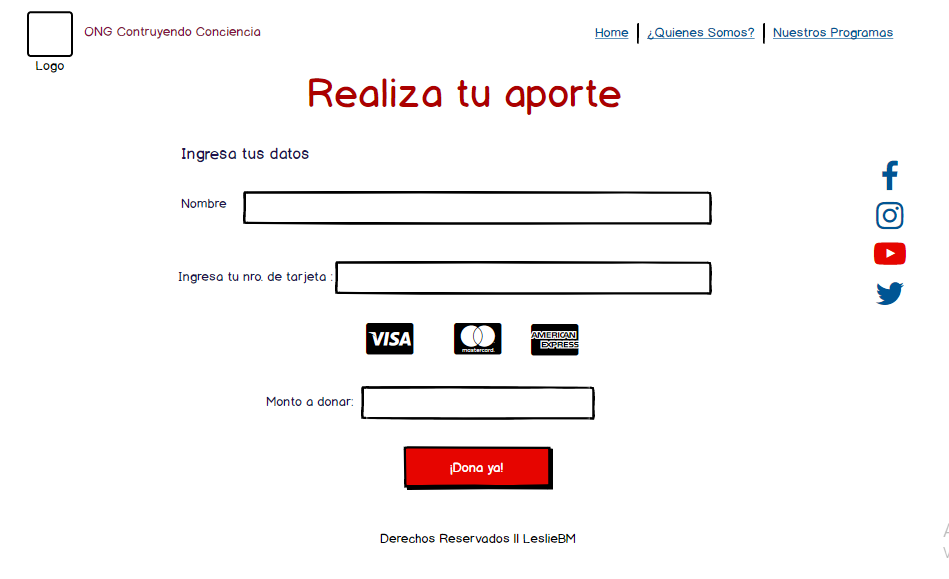 ONG Contruyendo Conciencia
Home ¿Quienes Somos? Nuestros Programas
Logo
Realiza tu aporte
Ingresa tus datos
Nombre
Ingresa tu nro. de tarjeta :
VISA
mastercard.
AMERICAN
EXPRESS
Monto a donar:
¡Dona ya!
Derechos Reservados II LeslieBM